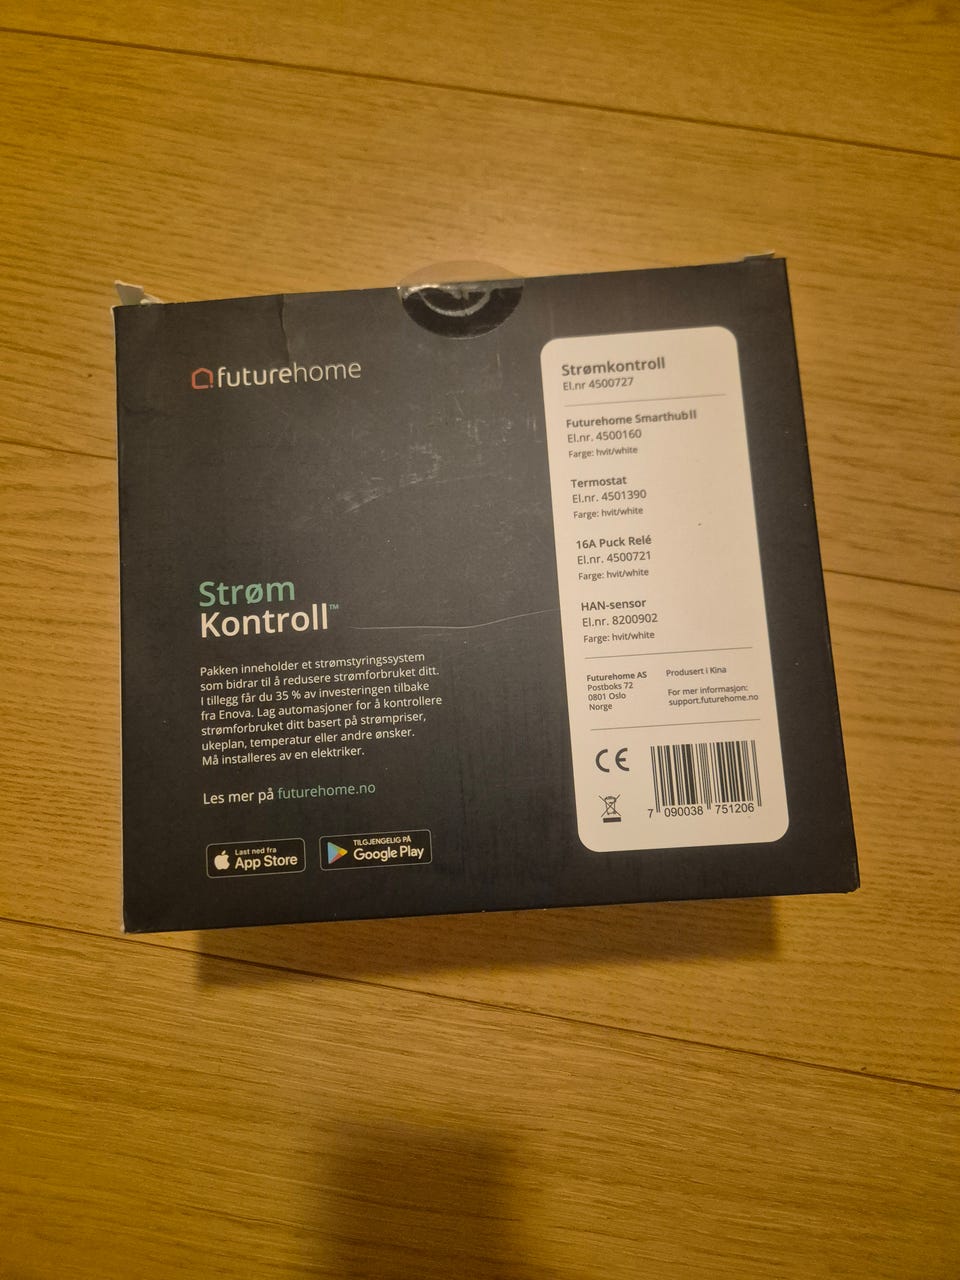 futurehome
Strøm
Kontroll™
Pakken inneholder et strømstyringssystem
som bidrar til å redusere strømforbruket ditt.
I tillegg får du 35 % av investeringen tilbake
fra Enova. Lag automasjoner for å kontrollere
strømforbruket ditt basert på strømpriser,
ukeplan, temperatur eller andre ønsker.
Må installeres av en elektriker.
Les mer på futurehome.no
Last ned fra
App Store
TILGJENGELIG PÅ
Google Play
Strømkontroll
El.nr 4500727
Futurehome SmarthubII
El.nr. 4500160
Farge: hvit/white
Termostat
El.nr. 4501390
Farge: hvit/white
16A Puck Relé
El.nr. 4500721
Farge: hvit/white
HAN-sensor
El.nr. 8200902
Farge: hvit/white
Futurehome AS
Postboks 72
0801 Oslo
Norge
Produsert i Kina
For mer informasjon:
support.futurehome.no
CE
7 090038 751206